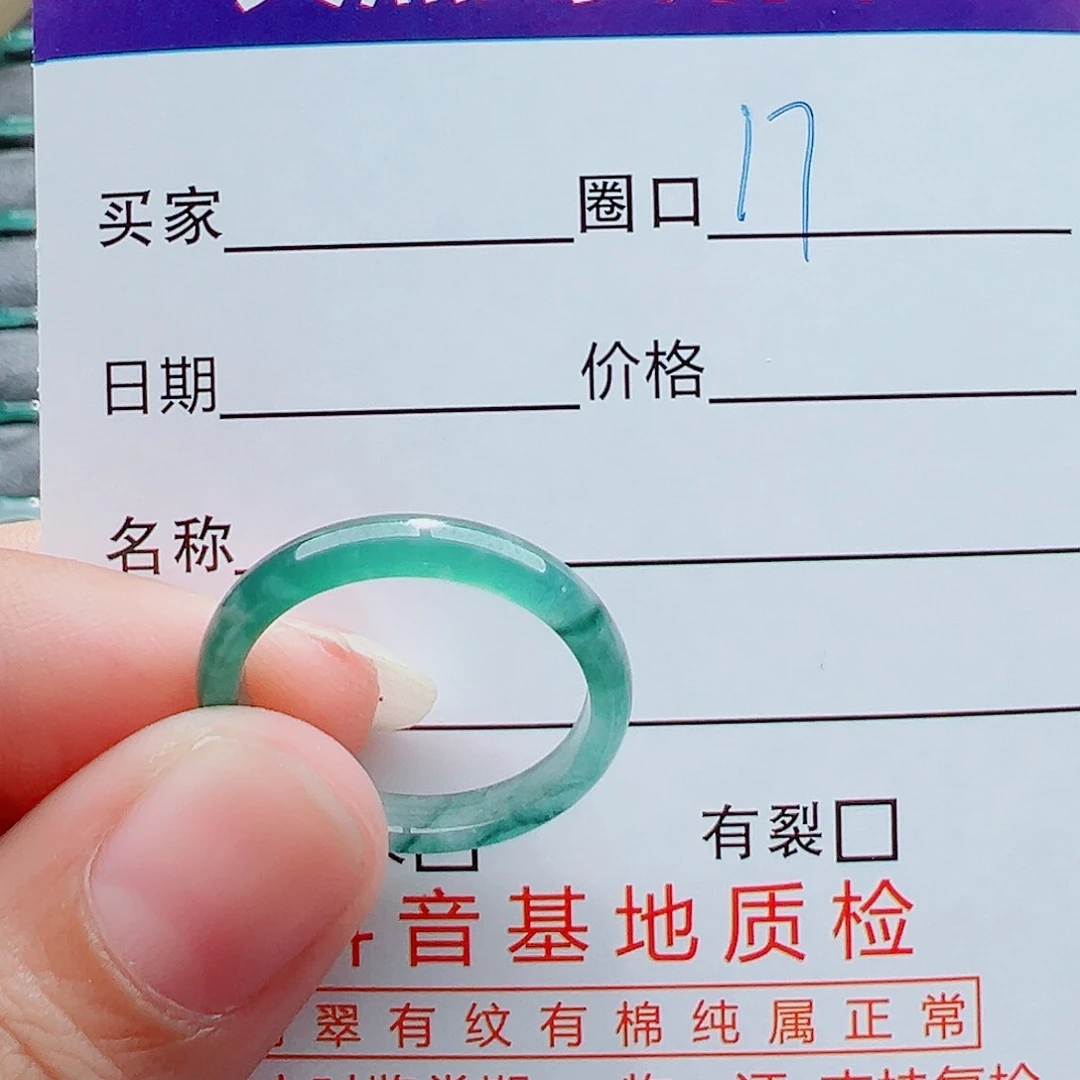 买家 圈口 17
日期 价格
名称
有裂
音基地质检
翠有纹有棉纯属正常